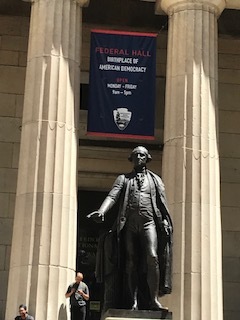 FEDERAL HALL
BIRTHPLACE OF
AMERICAN DEMOCRACY
OPEN
MONDAY - FRIDAY
9am - 5pm